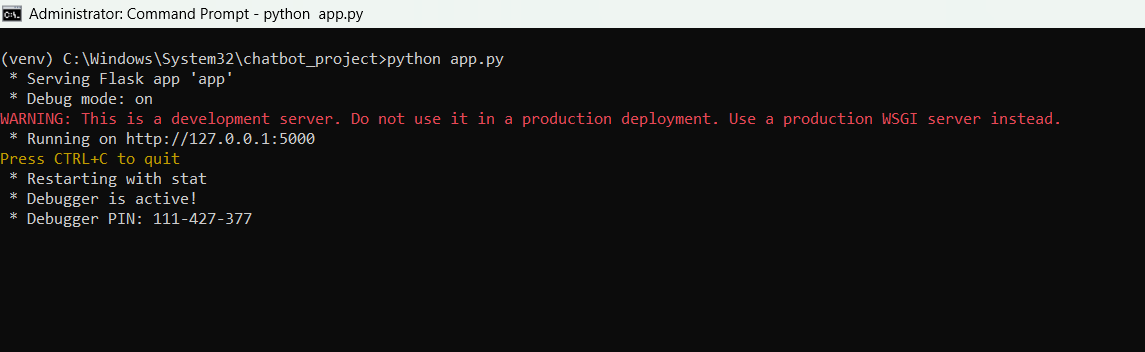 Administrator: Command Prompt - python  app.py
(venv) C:\Windows\System32\chatbot_project>python app.py
 * Serving Flask app 'app'
 * Debug mode: on
WARNING: This is a development server. Do not use it in a production deployment. Use a production WSGI server instead.
 * Running on http://127.0.0.1:5000
Press CTRL+C to quit
 * Restarting with stat
 * Debugger is active!
 * Debugger PIN: 111-427-377